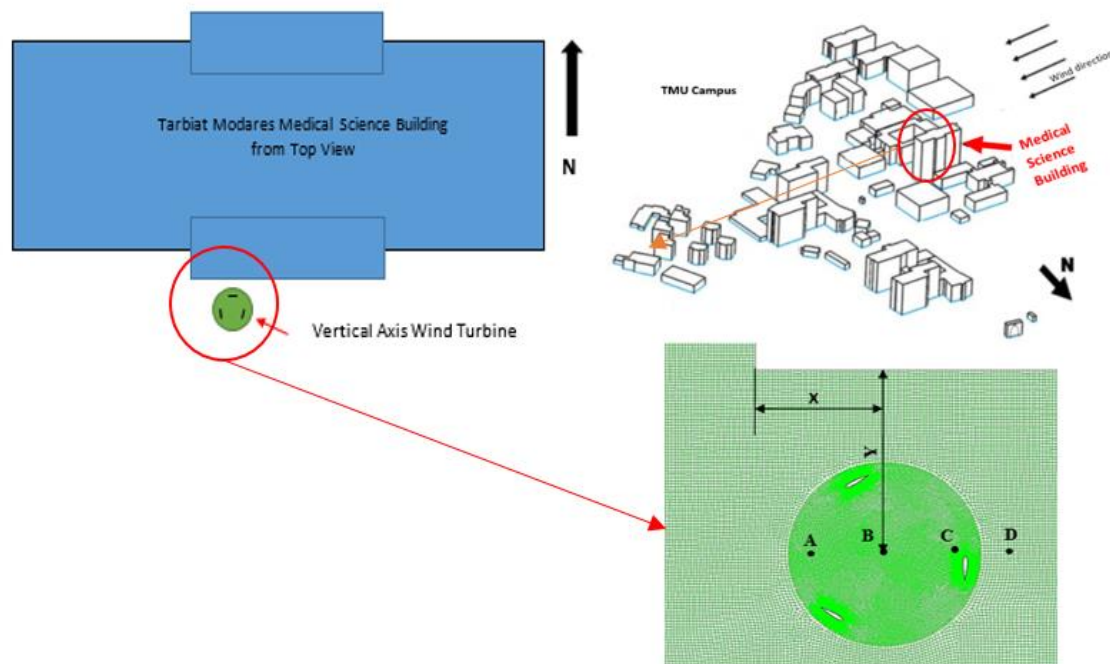 Tarbiat Modares Medical Science Building
from Top View
N
Vertical Axis Wind Turbine
TMU Campus
Wind direction
Medical
Science
Building
N
X
Y
A
B
C
D